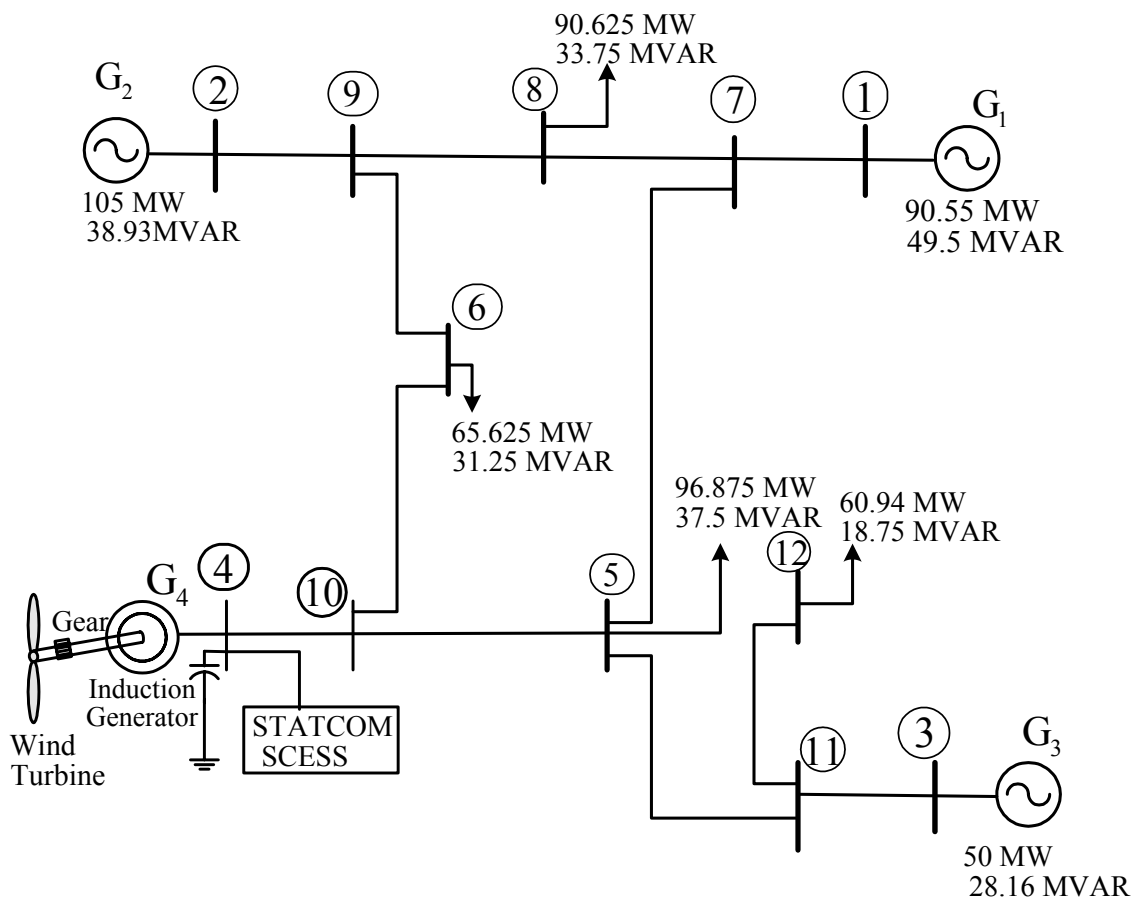 90.625 MW
33.75 MVAR
G2
2
9
8
7
1
G1
105 MW
38.93MVAR
90.55 MW
49.5 MVAR
6
65.625 MW
31.25 MVAR
96.875 MW
37.5 MVAR
60.94 MW
18.75 MVAR
12
G4
4
10
5
Gear
Induction
Generator
STATCOM
SCESS
Wind
Turbine
11
3
G3
50 MW
28.16 MVAR